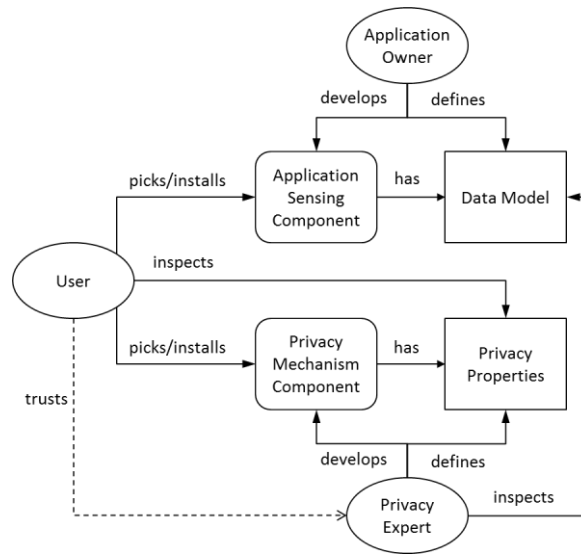 Application
Owner
develops
defines
picks/installs
Application
Sensing
Component
has
Data Model
inspects
User
picks/installs
Privacy
Mechanism
Component
has
Privacy
Properties
trusts
develops
defines
Privacy
Expert
inspects